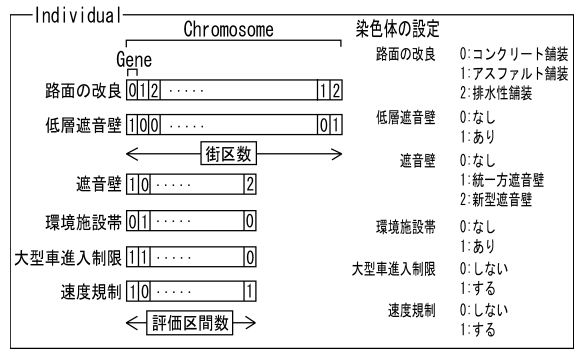 Individual
Chromosome
Gene
路面の改良 0 1 2 ····· 1 2
低層遮音壁 1 0 0 ····· 0 1
街区数
遮音壁 1 0 ····· 2
環境施設帯 0 1 ····· 0
大型車進入制限 1 1 ····· 0
速度規制 1 0 ····· 1
評価区間数
染色体の設定
路面の改良 0:コンクリート舗装
1:アスファルト舗装
2:排水性舗装
低層遮音壁 0:なし
1:あり
遮音壁 0:なし
1:統一方遮音壁
2:新型遮音壁
環境施設帯 0:なし
1:あり
大型車進入制限 0:しない
1:する
速度規制 0:しない
1:する